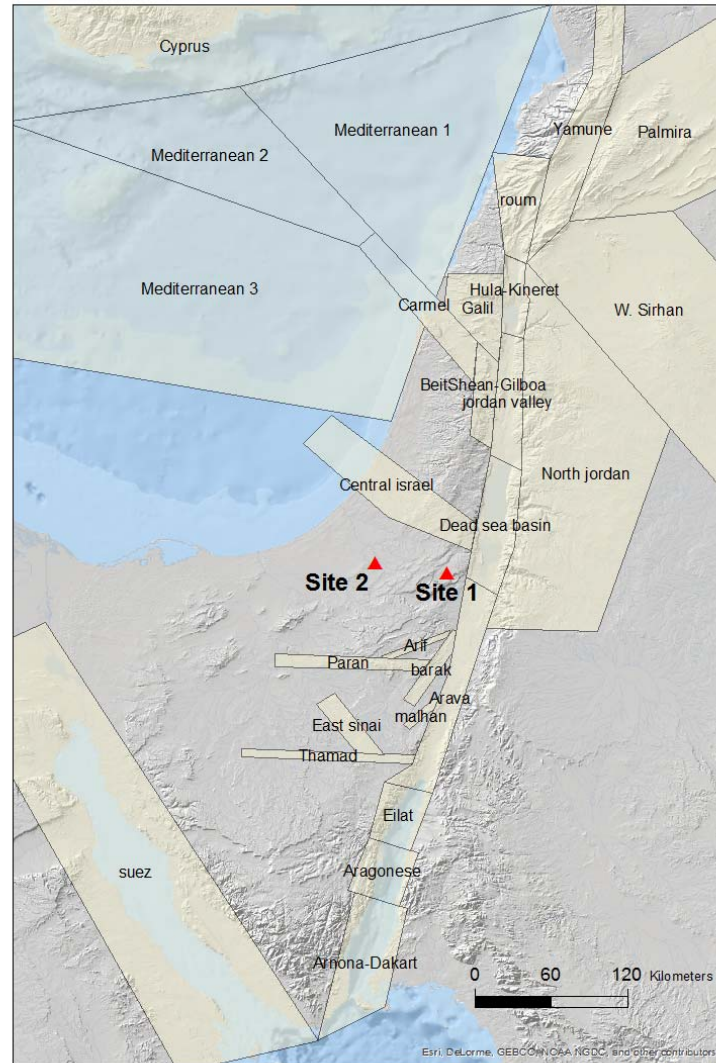 Cyprus
Mediterranean 1
Yamune
Palmira
Mediterranean 2
roum
Mediterranean 3
Hula-Kineret
Carmel
Galil
W. Sirhan
BeitShean-Gilboa
jordan valley
North jordan
Central israel
Dead sea basin
Site 2
Site 1
Arif
Paran
barak
Arava
malhan
East sinai
Thamad
Eilat
suez
Aragonese
Arnona-Dakart
0 60 120 Kilometers
Esri, DeLorme, GEBCO, NOAA NGDC, and other contributors